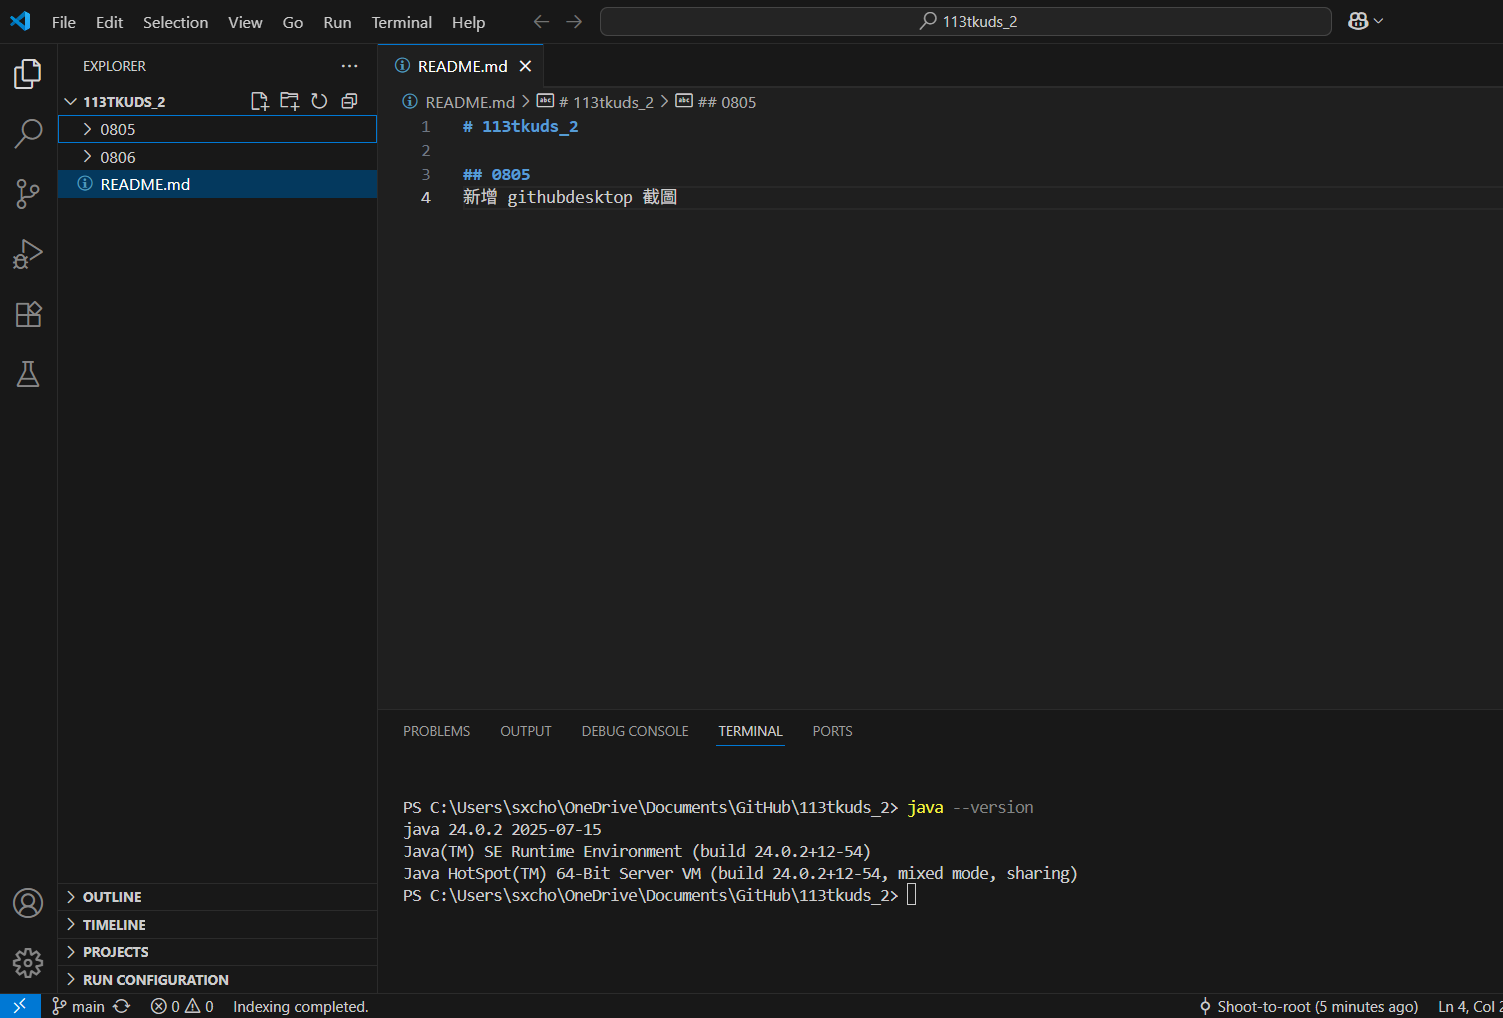 File Edit Selection View Go Run Terminal Help
113tkuds_2
EXPLORER
113TKUDS_2
0805
0806
README.md
README.md
README.md > # 113tkuds_2 > ## 0805
1 # 113tkuds_2
2
3 ## 0805
4 新增 githubdesktop 截圖
PROBLEMS OUTPUT DEBUG CONSOLE TERMINAL PORTS
PS C:\Users\sxcho\OneDrive\Documents\GitHub\113tkuds_2> java --version
java 24.0.2 2025-07-15
Java(TM) SE Runtime Environment (build 24.0.2+12-54)
Java HotSpot(TM) 64-Bit Server VM (build 24.0.2+12-54, mixed mode, sharing)
PS C:\Users\sxcho\OneDrive\Documents\GitHub\113tkuds_2>
OUTLINE
TIMELINE
PROJECTS
RUN CONFIGURATION
main 0 0 Indexing completed. Shoot-to-root (5 minutes ago) Ln 4, Col